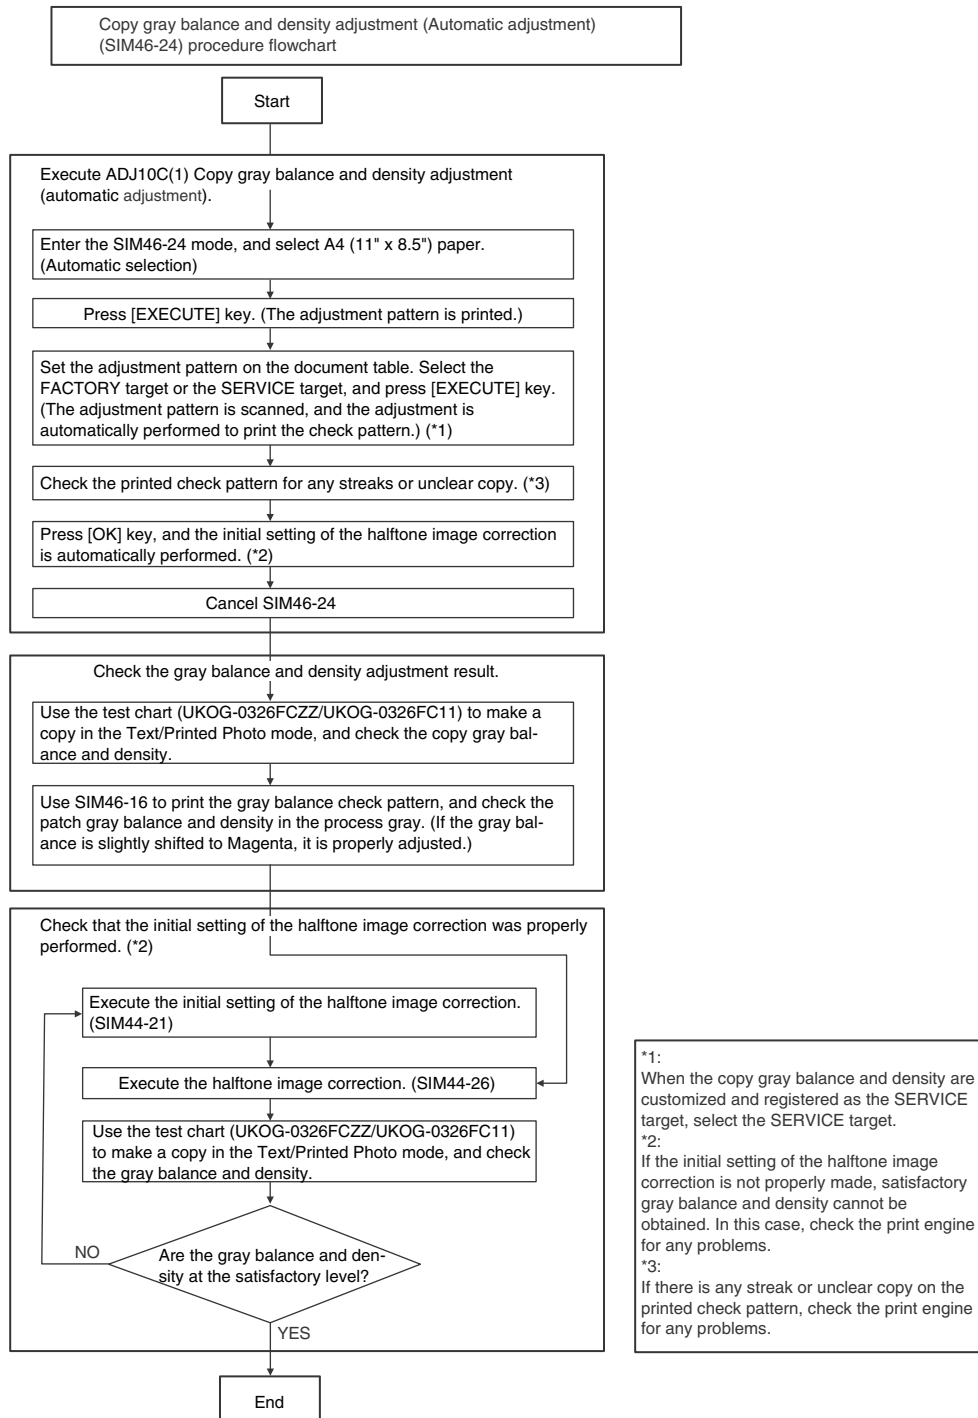 Copy gray balance and density adjustment (Automatic adjustment)
(SIM46-24) procedure flowchart
Start
Execute ADJ10C(1) Copy gray balance and density adjustment
(automatic adjustment).
Enter the SIM46-24 mode, and select A4 (11" x 8.5") paper.
(Automatic selection)
Press [EXECUTE] key. (The adjustment pattern is printed.)
Set the adjustment pattern on the document table. Select the
FACTORY target or the SERVICE target, and press [EXECUTE] key.
(The adjustment pattern is scanned, and the adjustment is
automatically performed to print the check pattern.) (*1)
Check the printed check pattern for any streaks or unclear copy. (*3)
Press [OK] key, and the initial setting of the halftone image correction
is automatically performed. (*2)
Cancel SIM46-24
Check the gray balance and density adjustment result.
Use the test chart (UKOG-0326FCZZ/UKOG-0326FC11) to make a
copy in the Text/Printed Photo mode, and check the copy gray bal-
ance and density.
Use SIM46-16 to print the gray balance check pattern, and check the
patch gray balance and density in the process gray. (If the gray bal-
ance is slightly shifted to Magenta, it is properly adjusted.)
Check that the initial setting of the halftone image correction was properly
performed. (*2)
Execute the initial setting of the halftone image correction.
(SIM44-21)
Execute the halftone image correction. (SIM44-26)
Use the test chart (UKOG-0326FCZZ/UKOG-0326FC11)
to make a copy in the Text/Printed Photo mode, and check
the gray balance and density.
NO
Are the gray balance and den-
sity at the satisfactory level?
YES
End
*1:
When the copy gray balance and density are
customized and registered as the SERVICE
target, select the SERVICE target.
*2:
If the initial setting of the halftone image
correction is not properly made, satisfactory
gray balance and density cannot be
obtained. In this case, check the print engine
for any problems.
*3:
If there is any streak or unclear copy on the
printed check pattern, check the print engine
for any problems.